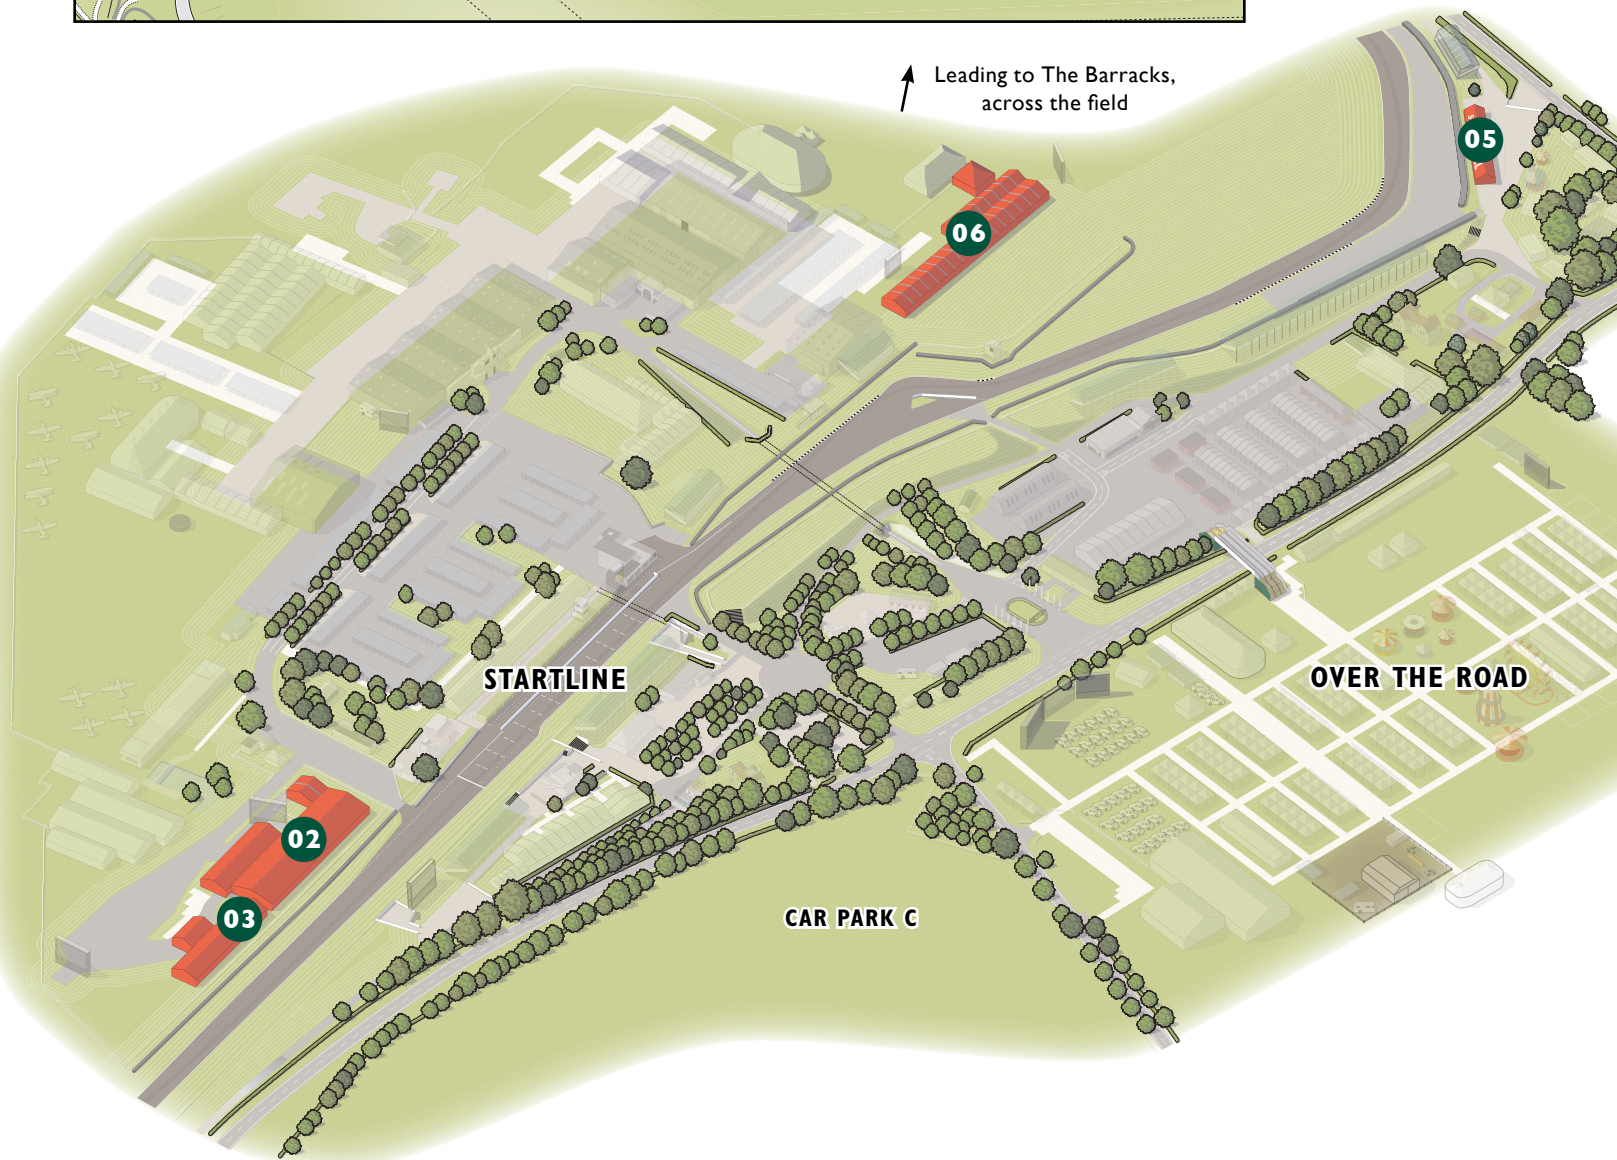 Leading to The Barracks,
across the field
05
06
STARTLINE
OVER THE ROAD
02
03
CAR PARK C